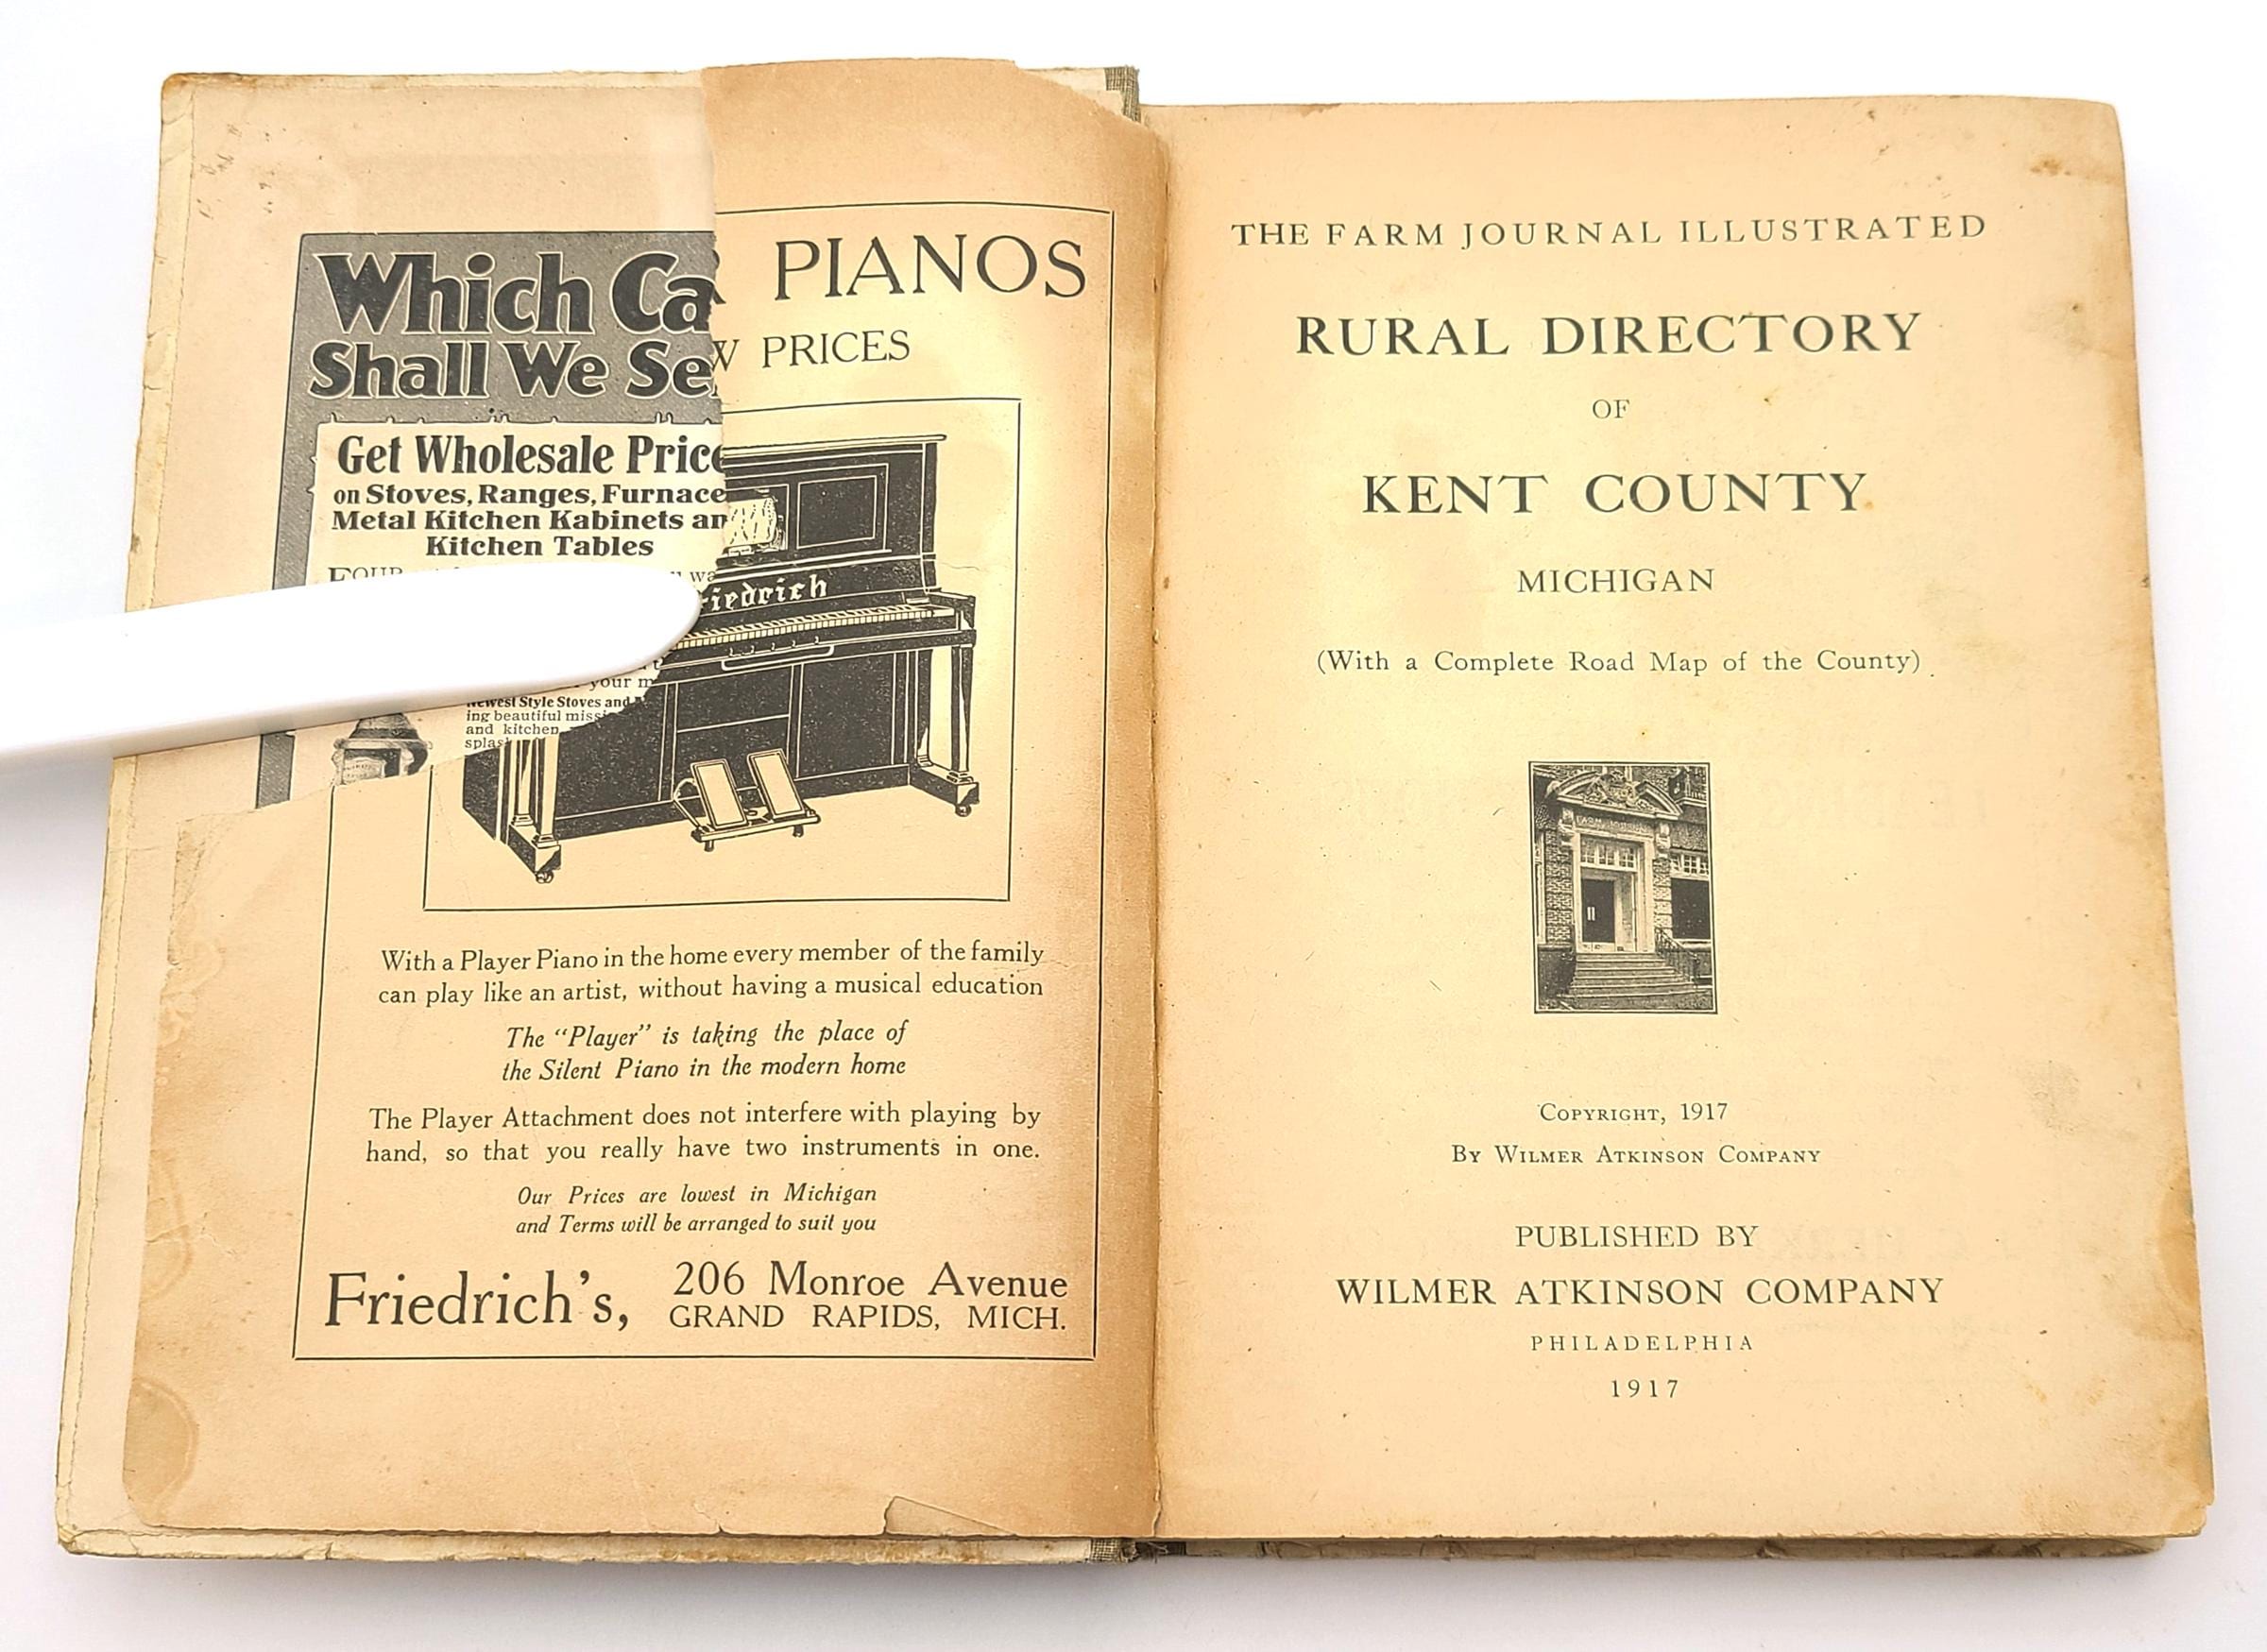 Which Ca
Shall We Se
Get Wholesale Price
on Stoves, Ranges, Furnace
Metal Kitchen Kabinets an
Kitchen Tables
FOUR
wa
your m
Newest Style Stoves and
ing beautiful missi
and kitchen
splas
PIANOS
W PRICES
riedrich
With a Player Piano in the home every member of the family
can play like an artist, without having a musical education
The "Player" is taking the place of
the Silent Piano in the modern home
The Player Attachment does not interfere with playing by
hand, so that you really have two instruments in one.
Our Prices are lowest in Michigan
and Terms will be arranged to suit you
Friedrich's, 206 Monroe Avenue
GRAND RAPIDS, MICH.
THE FARM JOURNAL ILLUSTRATED
RURAL DIRECTORY
OF
KENT COUNTY
MICHIGAN
(With a Complete Road Map of the County)
COPYRIGHT, 1917
BY WILMER ATKINSON COMPANY
PUBLISHED BY
WILMER ATKINSON COMPANY
PHILADELPHIA
1917